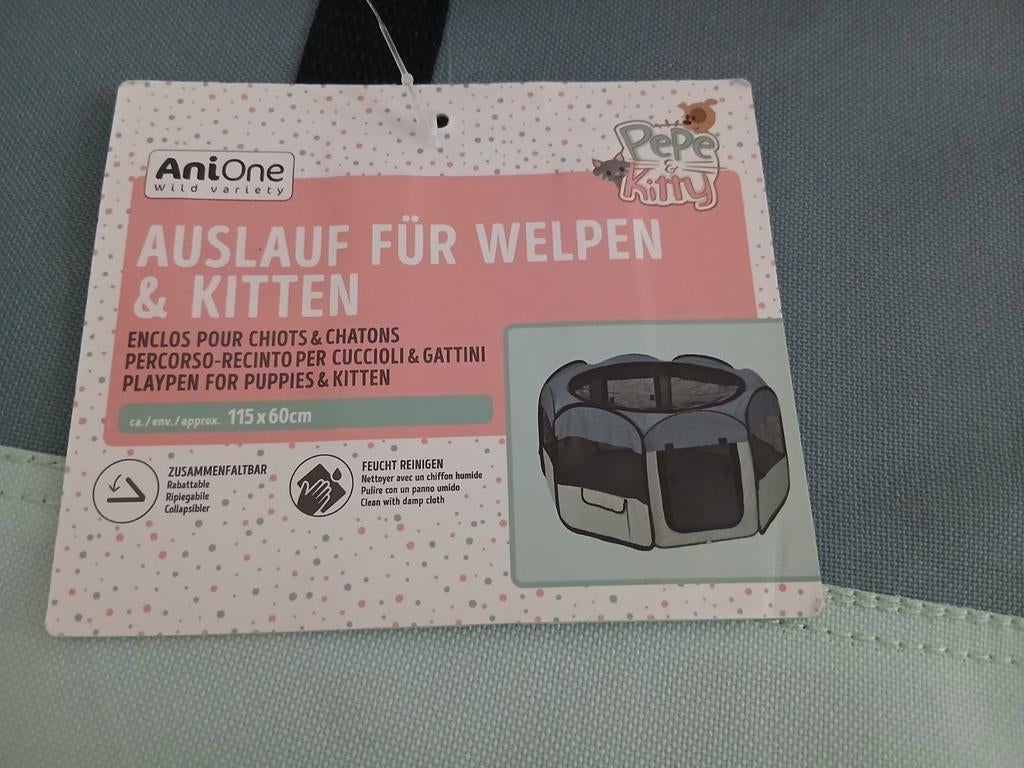 AniOne
wild variety
PePe
&
Kitty
AUSLAUF FÜR WELPEN
& KITTEN
ENCLOS POUR CHIOTS & CHATONS
PERCORSO-RECINTO PER CUCCIOLI & GATTINI
PLAYPEN FOR PUPPIES & KITTEN
ca./env./approx. 115 x 60cm
ZUSAMMENFALTBAR
Rabattable
Ripiegabile
Collapsibler
FEUCHT REINIGEN
Nettoyer avec un chiffon humide
Pulire con un panno umido
Clean with damp cloth